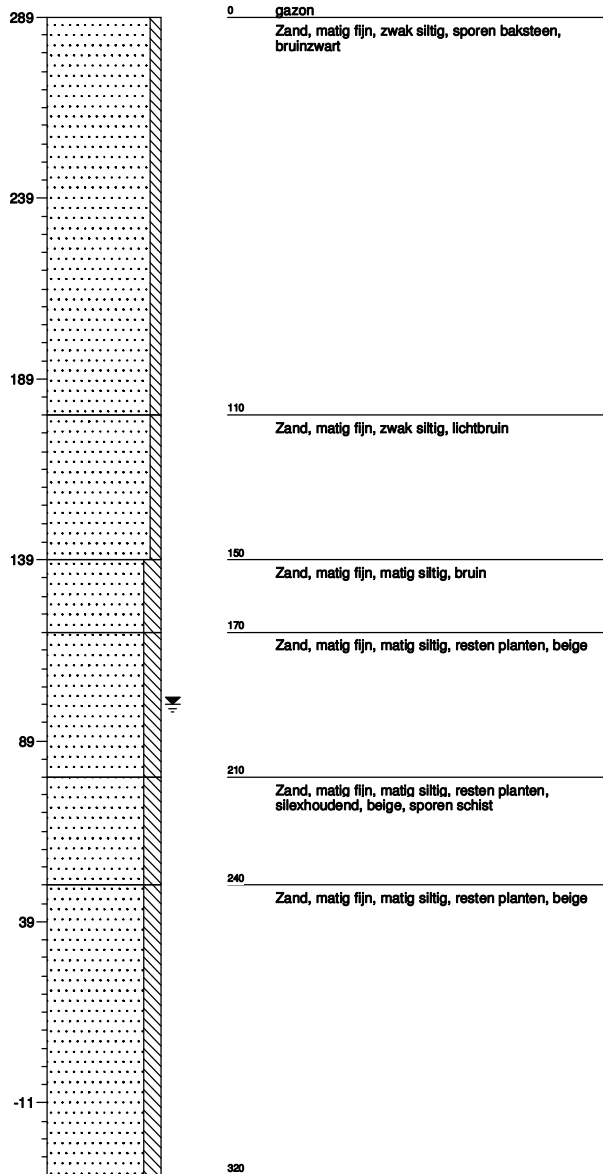 289
0
gazon
Zand, matig fijn, zwak siltig, sporen baksteen,
bruinzwart
239
189
110
Zand, matig fijn, zwak siltig, lichtbruin
139
150
Zand, matig fijn, matig siltig, bruin
170
Zand, matig fijn, matig siltig, resten planten, beige
89
210
Zand, matig fijn, matig siltig, resten planten,
silexhoudend, beige, sporen schist
240
Zand, matig fijn, matig siltig, resten planten, beige
39
-11
320